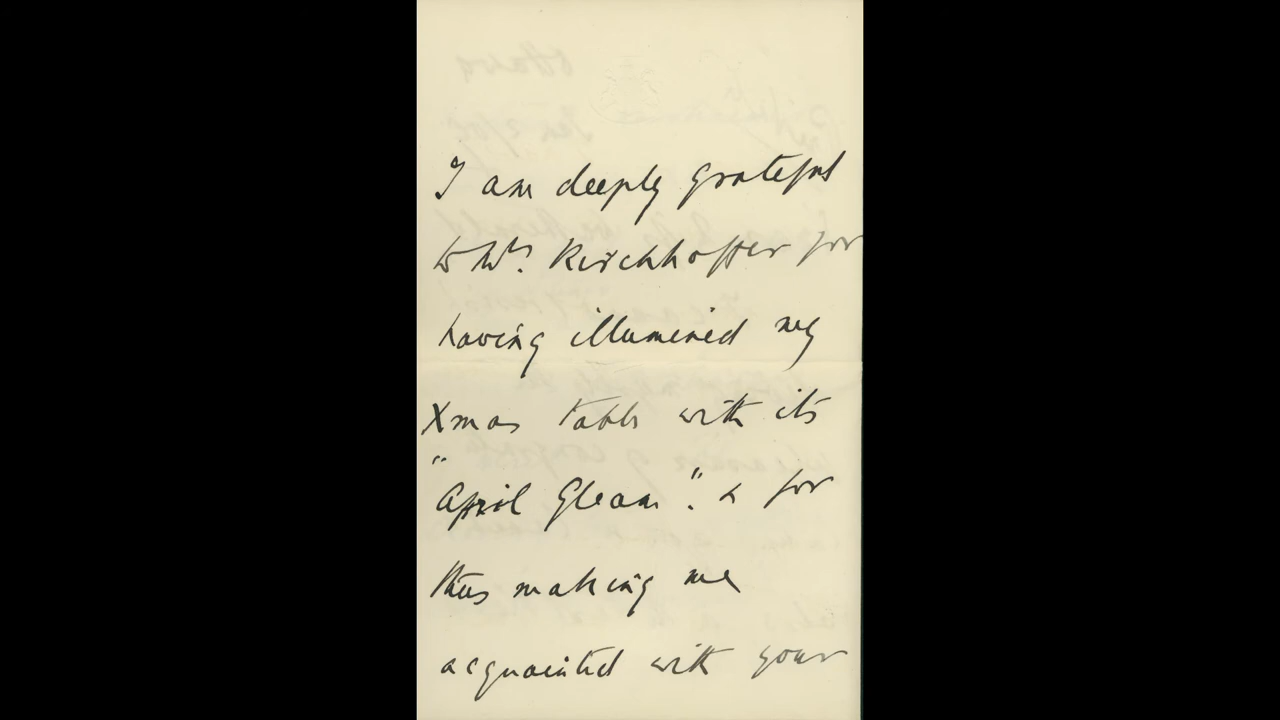 I am deeply grateful
to Mrs. Kirchhoffer for
having illumined my
Xmas table with its
"April Gleam". & for
thus making me
acquainted with your